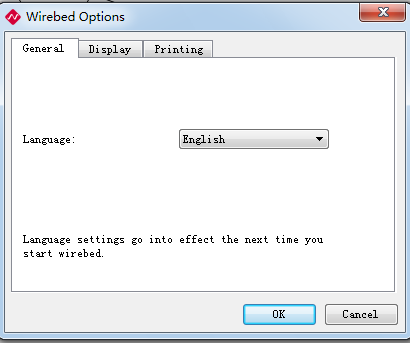 Wirebed Options
General Display Printing
Language: English
Language settings go into effect the next time you
start wirebed.
OK Cancel